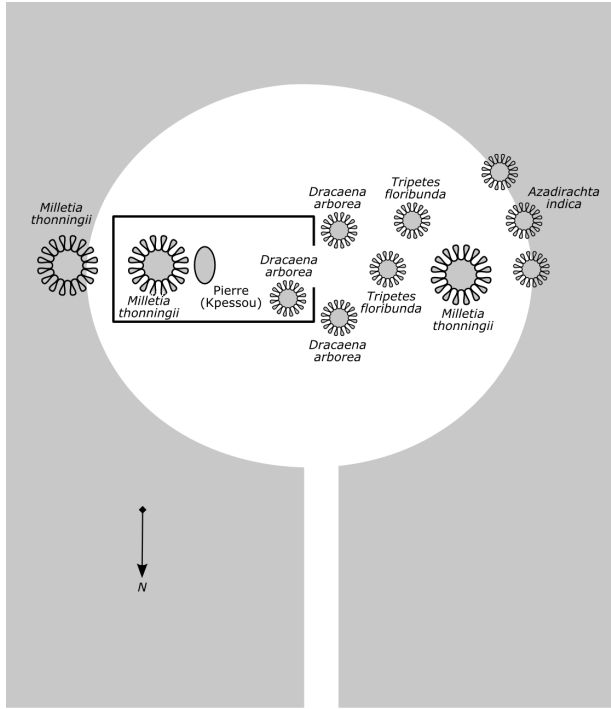 Milletia
thonningii
Milletia
thonningii
Pierre
(Kpessou)
Dracaena
arborea
Dracaena
arborea
Dracaena
arborea
Tripetes
floribunda
Tripetes
floribunda
Milletia
thonningii
Azadirachta
indica
N